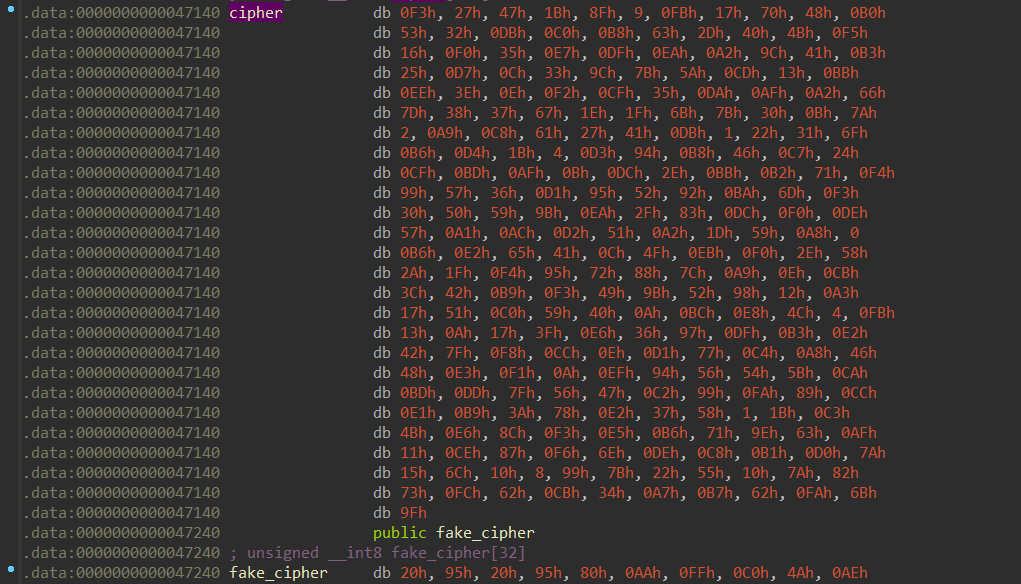 .data:0000000000047140 cipher db 0F3h, 27h, 47h, 1Bh, 8Fh, 9, 0FBh, 17h, 70h, 48h, 0B0h
.data:0000000000047140 db 53h, 32h, 0DBh, 0C0h, 0B8h, 63h, 2Dh, 40h, 4Bh, 0F5h
.data:0000000000047140 db 16h, 0F0h, 35h, 0E7h, 0DFh, 0EAh, 0A2h, 9Ch, 41h, 0B3h
.data:0000000000047140 db 25h, 0D7h, 0Ch, 33h, 9Ch, 7Bh, 5Ah, 0CDh, 13h, 0BBh
.data:0000000000047140 db 0EEh, 3Eh, 0Eh, 0F2h, 0CFh, 35h, 0DAh, 0AFh, 0A2h, 66h
.data:0000000000047140 db 7Dh, 38h, 37h, 67h, 1Eh, 1Fh, 6Bh, 7Bh, 30h, 0Bh, 7Ah
.data:0000000000047140 db 2, 0A9h, 0C8h, 61h, 27h, 41h, 0DBh, 1, 22h, 31h, 6Fh
.data:0000000000047140 db 0B6h, 0D4h, 1Bh, 4, 0D3h, 94h, 0B8h, 46h, 0C7h, 24h
.data:0000000000047140 db 0CFh, 0BDh, 0AFh, 0Bh, 0DCh, 2Eh, 0BBh, 0B2h, 71h, 0F4h
.data:0000000000047140 db 99h, 57h, 36h, 0D1h, 95h, 52h, 92h, 0BAh, 6Dh, 0F3h
.data:0000000000047140 db 30h, 50h, 59h, 9Bh, 0EAh, 2Fh, 83h, 0DCh, 0F0h, 0DEh
.data:0000000000047140 db 57h, 0A1h, 0ACh, 0D2h, 51h, 0A2h, 1Dh, 59h, 0A8h, 0
.data:0000000000047140 db 0B6h, 0E2h, 65h, 41h, 0Ch, 4Fh, 0EBh, 0F0h, 2Eh, 58h
.data:0000000000047140 db 2Ah, 1Fh, 0F4h, 95h, 72h, 88h, 7Ch, 0A9h, 0Eh, 0CBh
.data:0000000000047140 db 3Ch, 42h, 0B9h, 0F3h, 49h, 9Bh, 52h, 98h, 12h, 0A3h
.data:0000000000047140 db 17h, 51h, 0C0h, 59h, 40h, 0Ah, 0BCh, 0E8h, 4Ch, 4, 0FBh
.data:0000000000047140 db 13h, 0Ah, 17h, 3Fh, 0E6h, 36h, 97h, 0DFh, 0B3h, 0E2h
.data:0000000000047140 db 42h, 7Fh, 0F8h, 0CCh, 0Eh, 0D1h, 77h, 0C4h, 0A8h, 46h
.data:0000000000047140 db 48h, 0E3h, 0F1h, 0Ah, 0EFh, 94h, 56h, 54h, 5Bh, 0CAh
.data:0000000000047140 db 0BDh, 0DDh, 7Fh, 56h, 47h, 0C2h, 99h, 0FAh, 89h, 0CCh
.data:0000000000047140 db 0E1h, 0B9h, 3Ah, 78h, 0E2h, 37h, 58h, 1, 1Bh, 0C3h
.data:0000000000047140 db 4Bh, 0E6h, 8Ch, 0F3h, 0E5h, 0B6h, 71h, 9Eh, 63h, 0AFh
.data:0000000000047140 db 11h, 0CEh, 87h, 0F6h, 6Eh, 0DEh, 0C8h, 0B1h, 0D0h, 7Ah
.data:0000000000047140 db 15h, 6Ch, 10h, 8, 99h, 7Bh, 22h, 55h, 10h, 7Ah, 82h
.data:0000000000047140 db 73h, 0FCh, 62h, 0CBh, 34h, 0A7h, 0B7h, 62h, 0FAh, 6Bh
.data:0000000000047140 db 9Fh
.data:0000000000047240 public fake_cipher
.data:0000000000047240 ; unsigned __int8 fake_cipher[32]
.data:0000000000047240 fake_cipher db 20h, 95h, 20h, 95h, 80h, 0AAh, 0FFh, 0C0h, 4Ah, 0AEh